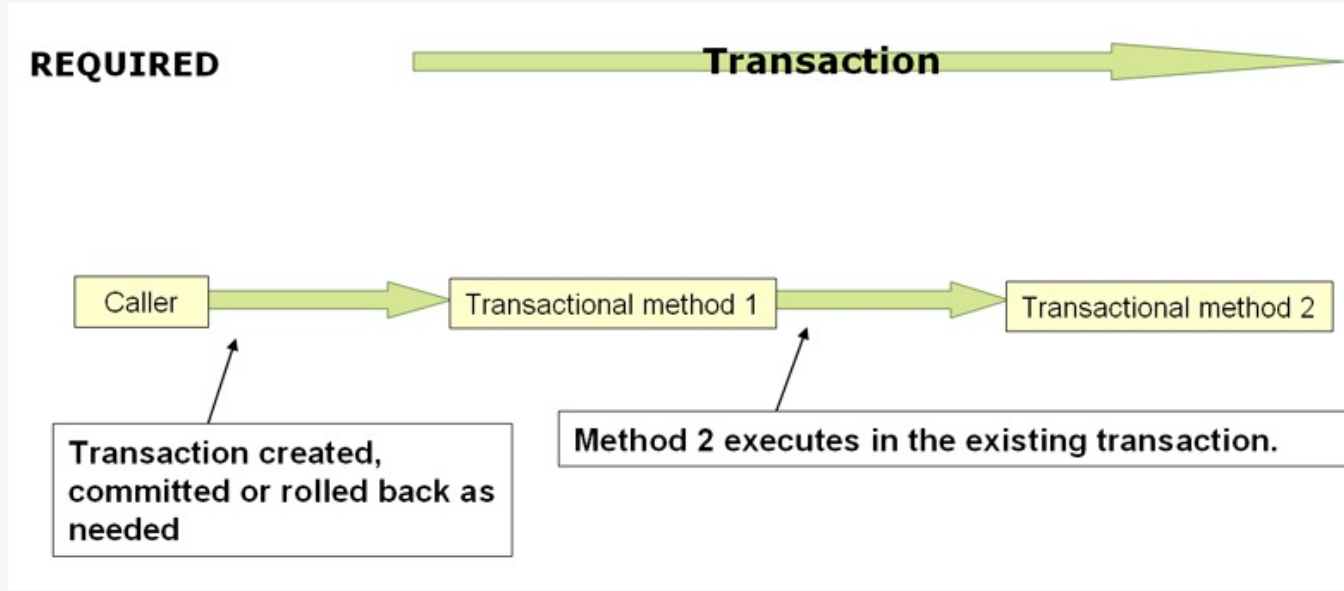 REQUIRED
Transaction
Caller
Transactional method 1
Transactional method 2
Transaction created,
committed or rolled back as
needed
Method 2 executes in the existing transaction.